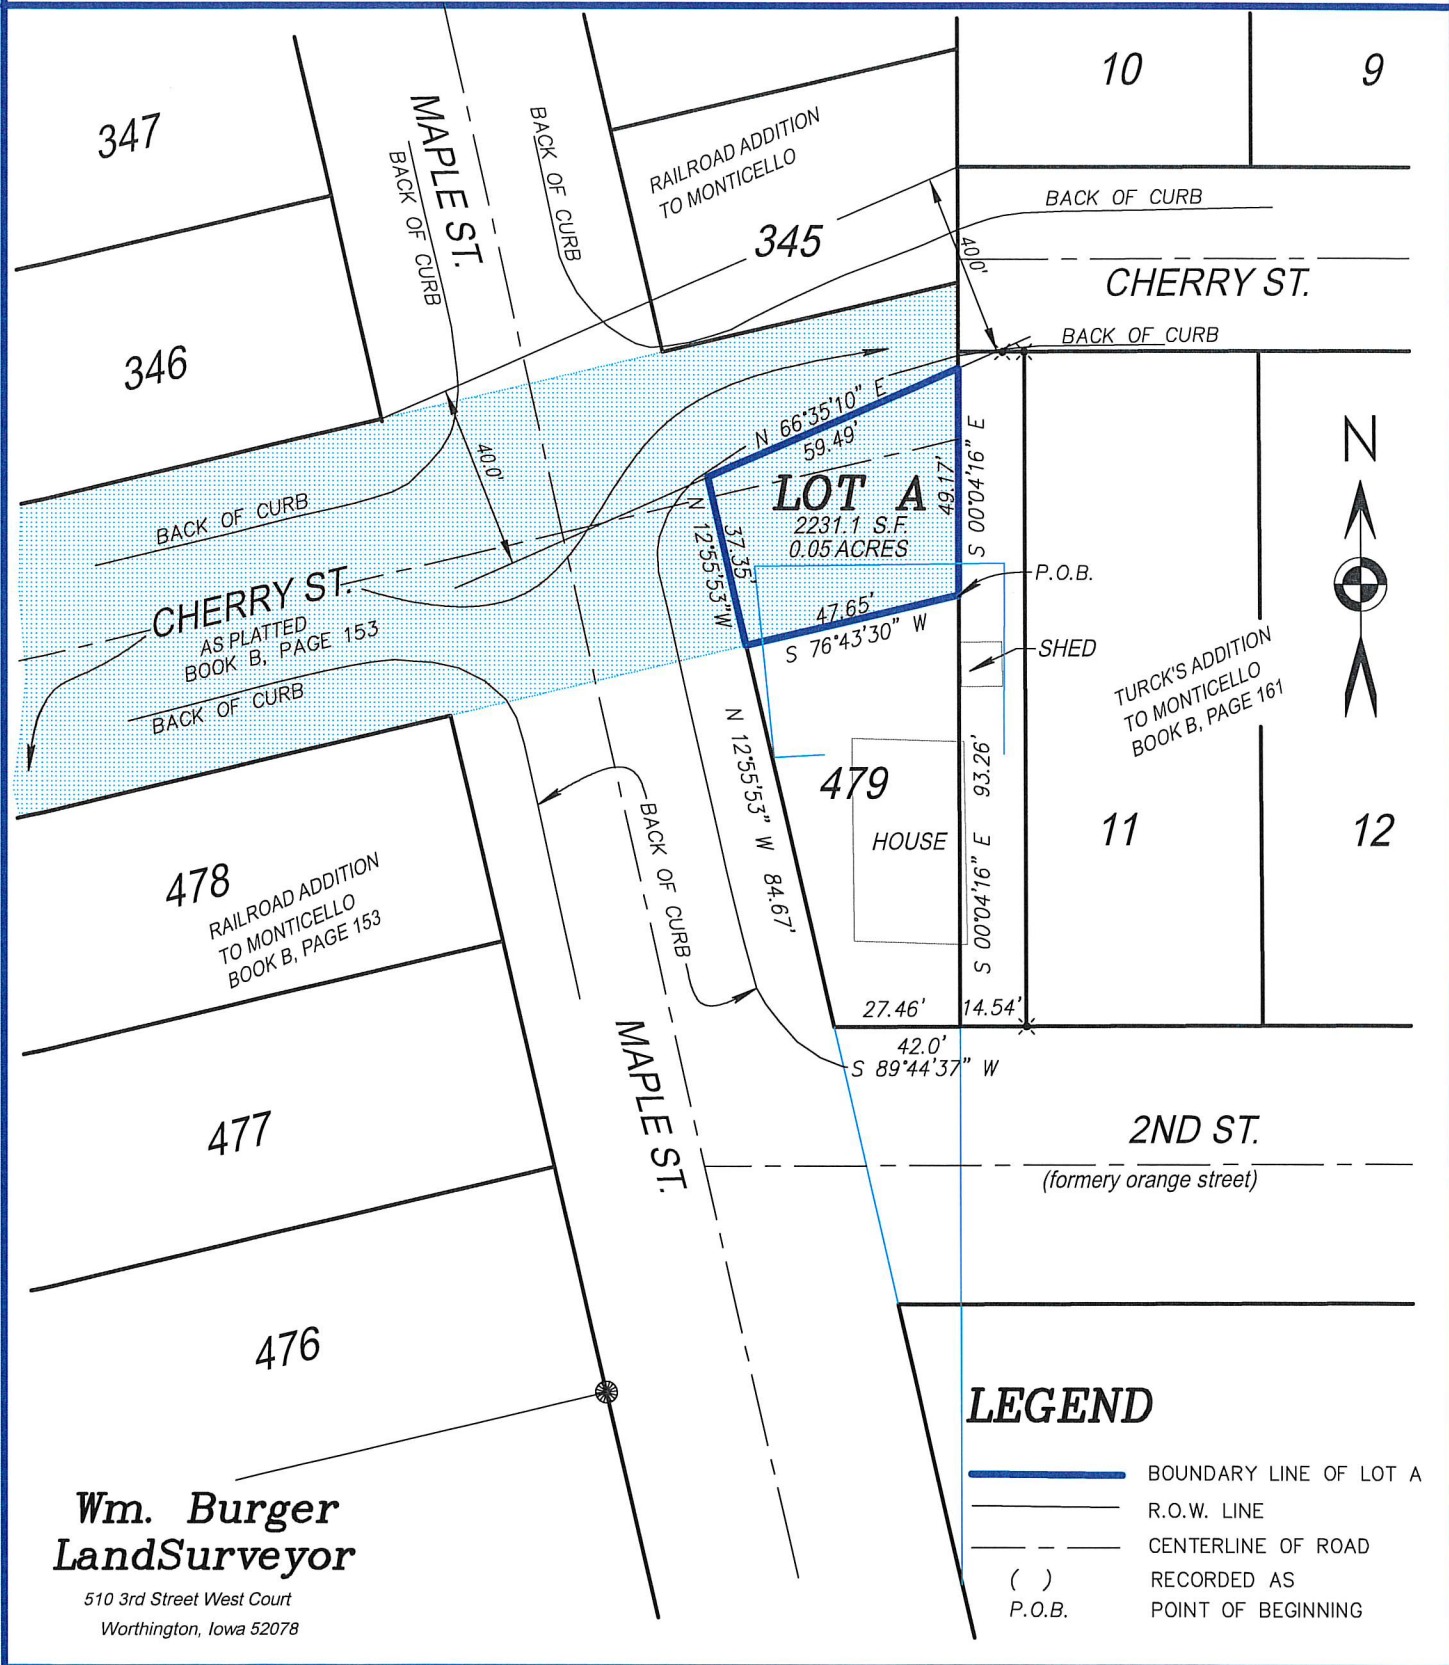 347
MAPLE ST.
BACK OF CURB
BACK OF CURB
RAILROAD ADDITION
TO MONTICELLO
10
9
BACK OF CURB
345
40.0'
CHERRY ST.
BACK OF CURB
346
40.0'
N 66°35'10" E
59.49'
LOT A
2231.1 S.F
0.05 ACRES
49.17'
S 00°04'16" E
37.35'
N 12°55'53"W
N
BACK OF CURB
CHERRY ST.
AS PLATTED
BOOK B, PAGE 153
BACK OF CURB
47.65'
S 76°43'30" W
P.O.B.
SHED
TURCK'S ADDITION
TO MONTICELLO
BOOK B, PAGE 161
N 12°55'53" W 84.67'
479
HOUSE
S 00°04'16" E 93.26'
11
12
BACK OF CURB
478
RAILROAD ADDITION
TO MONTICELLO
BOOK B, PAGE 153
27.46'
14.54'
42.0'
S 89°44'37" W
MAPLE ST.
477
2ND ST.
(formery orange street)
476
LEGEND
BOUNDARY LINE OF LOT A
R.O.W. LINE
CENTERLINE OF ROAD
( ) RECORDED AS
P.O.B. POINT OF BEGINNING
Wm. Burger
LandSurveyor
510 3rd Street West Court
Worthington, Iowa 52078